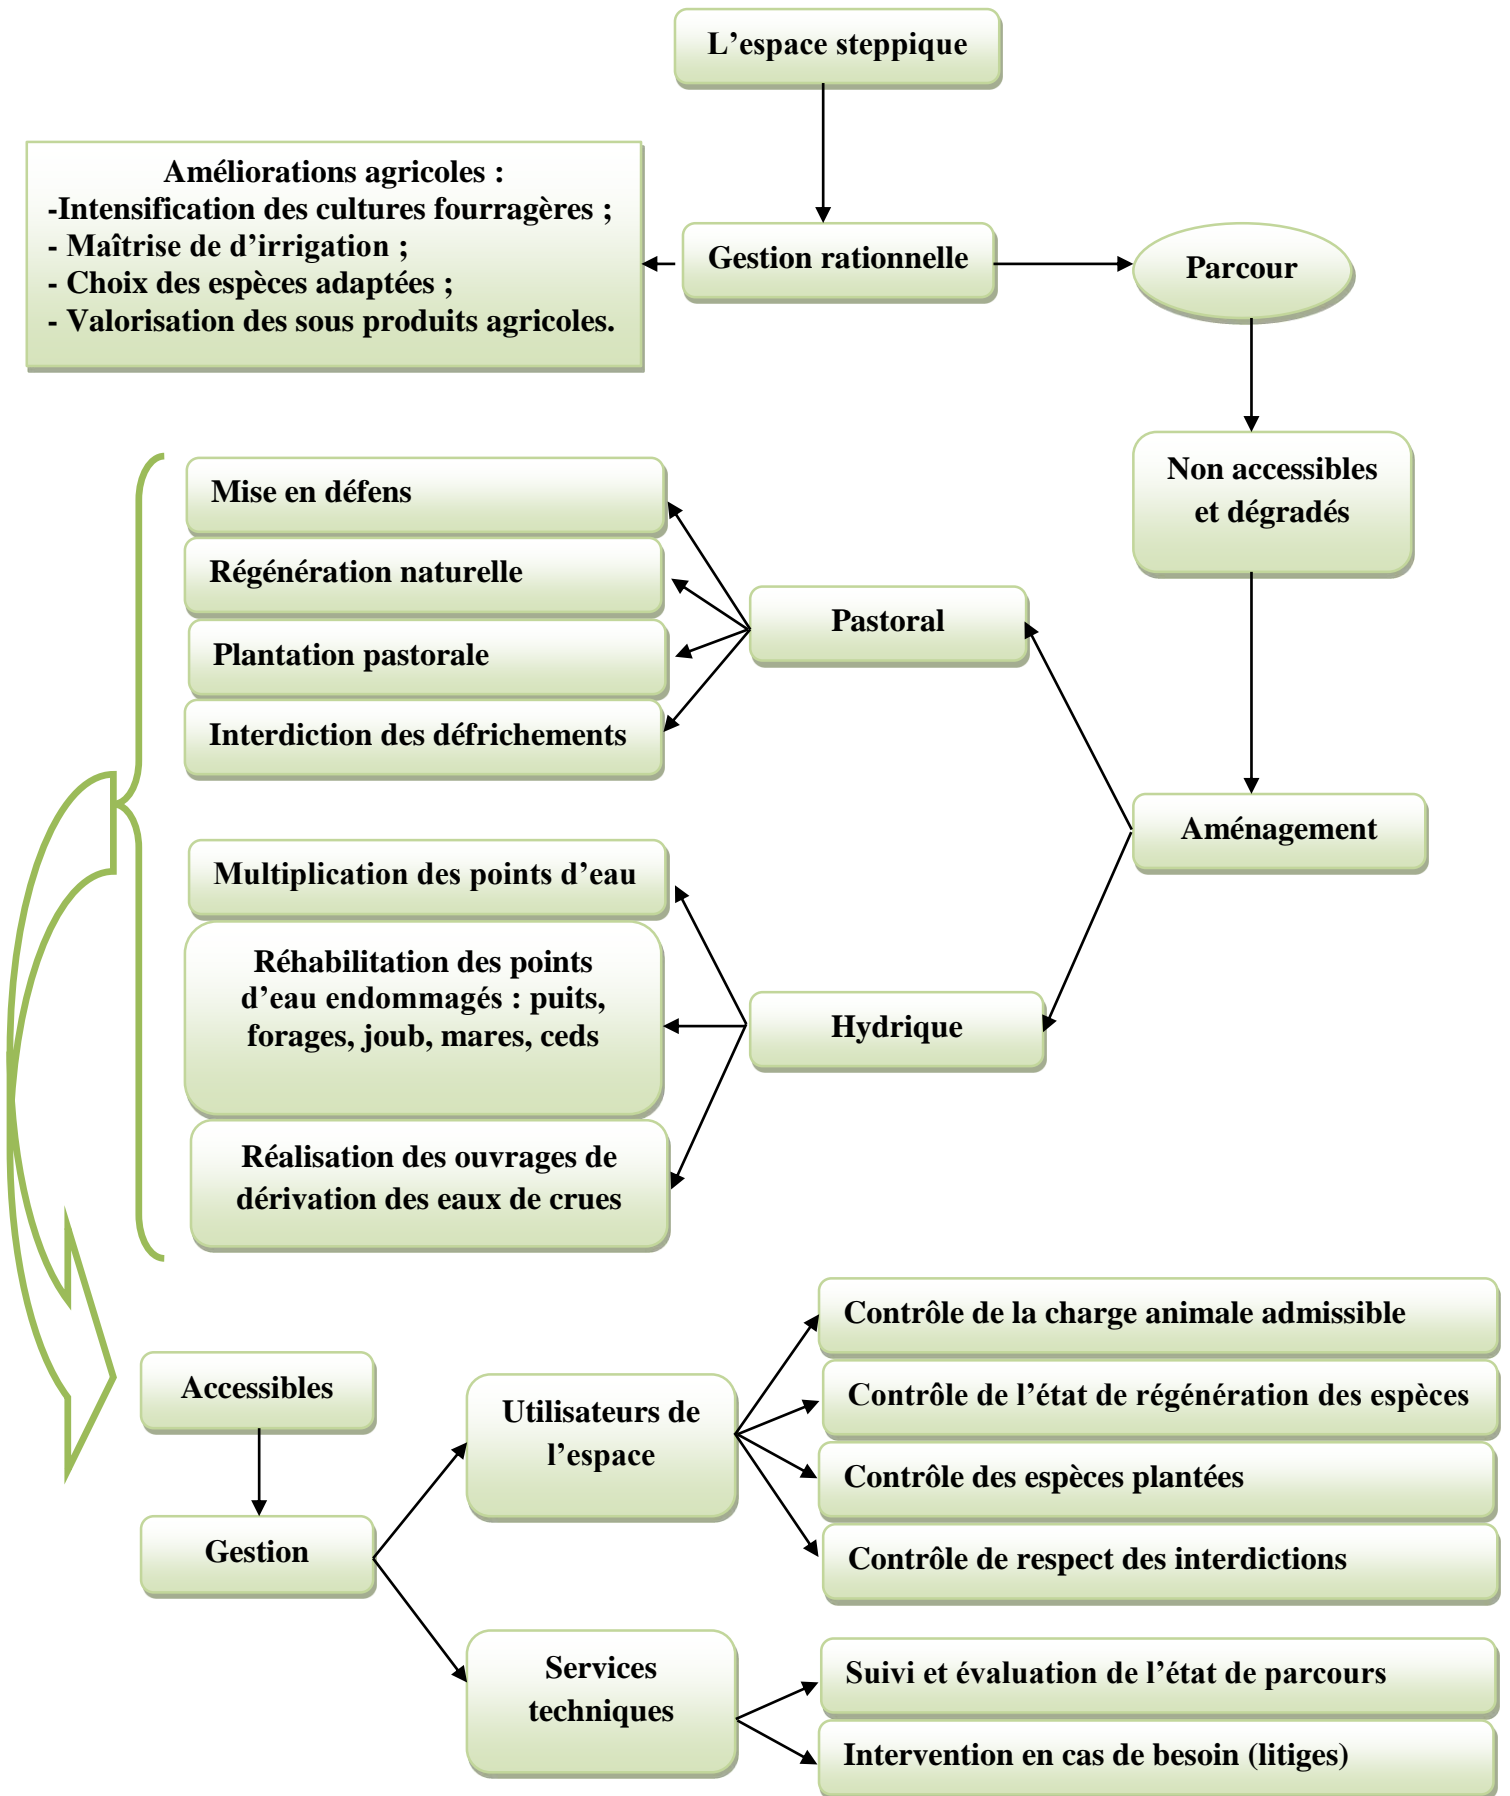 L’espace steppique
Améliorations agricoles :
-Intensification des cultures fourragères ;
- Maîtrise de d’irrigation ;
- Choix des espèces adaptées ;
- Valorisation des sous produits agricoles.
Gestion rationnelle
Parcour
Non accessibles
et dégradés
Mise en défens
Régénération naturelle
Plantation pastorale
Interdiction des défrichements
Pastoral
Aménagement
Multiplication des points d’eau
Réhabilitation des points
d’eau endommagés : puits,
forages, joub, mares, ceds
Réalisation des ouvrages de
dérivation des eaux de crues
Hydrique
Accessibles
Gestion
Utilisateurs de
l’espace
Contrôle de la charge animale admissible
Contrôle de l’état de régénération des espèces
Contrôle des espèces plantées
Contrôle de respect des interdictions
Services
techniques
Suivi et évaluation de l’état de parcours
Intervention en cas de besoin (litiges)